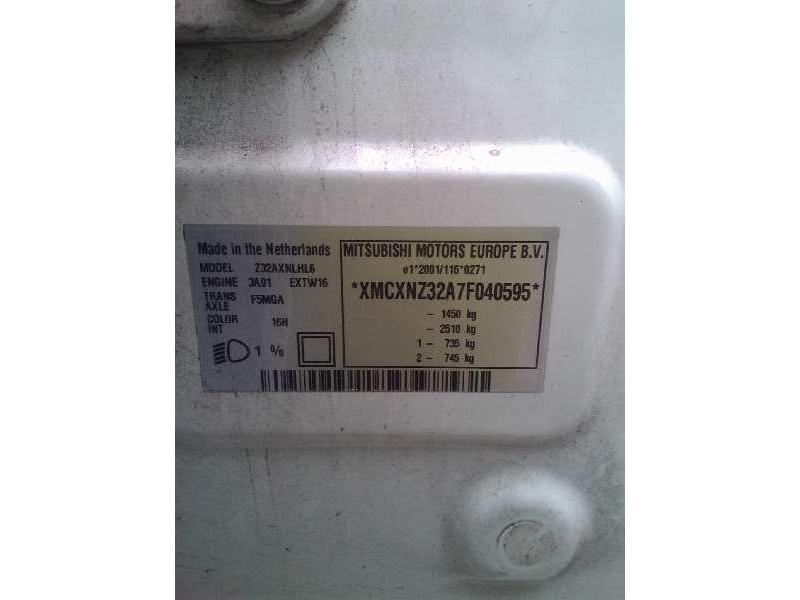 Made in the Netherlands
MODEL Z32AXNLHL6
ENGINE 3A91 EXTW16
TRANS AXLE F5MGA
COLOR INT 16H
1 %
MITSUBISHI MOTORS EUROPE B.V.
e1*2001/116*0271
*XMCXNZ32A7F040595*
- 1450 kg
- 2510 kg
1 - 735 kg
2 - 745 kg